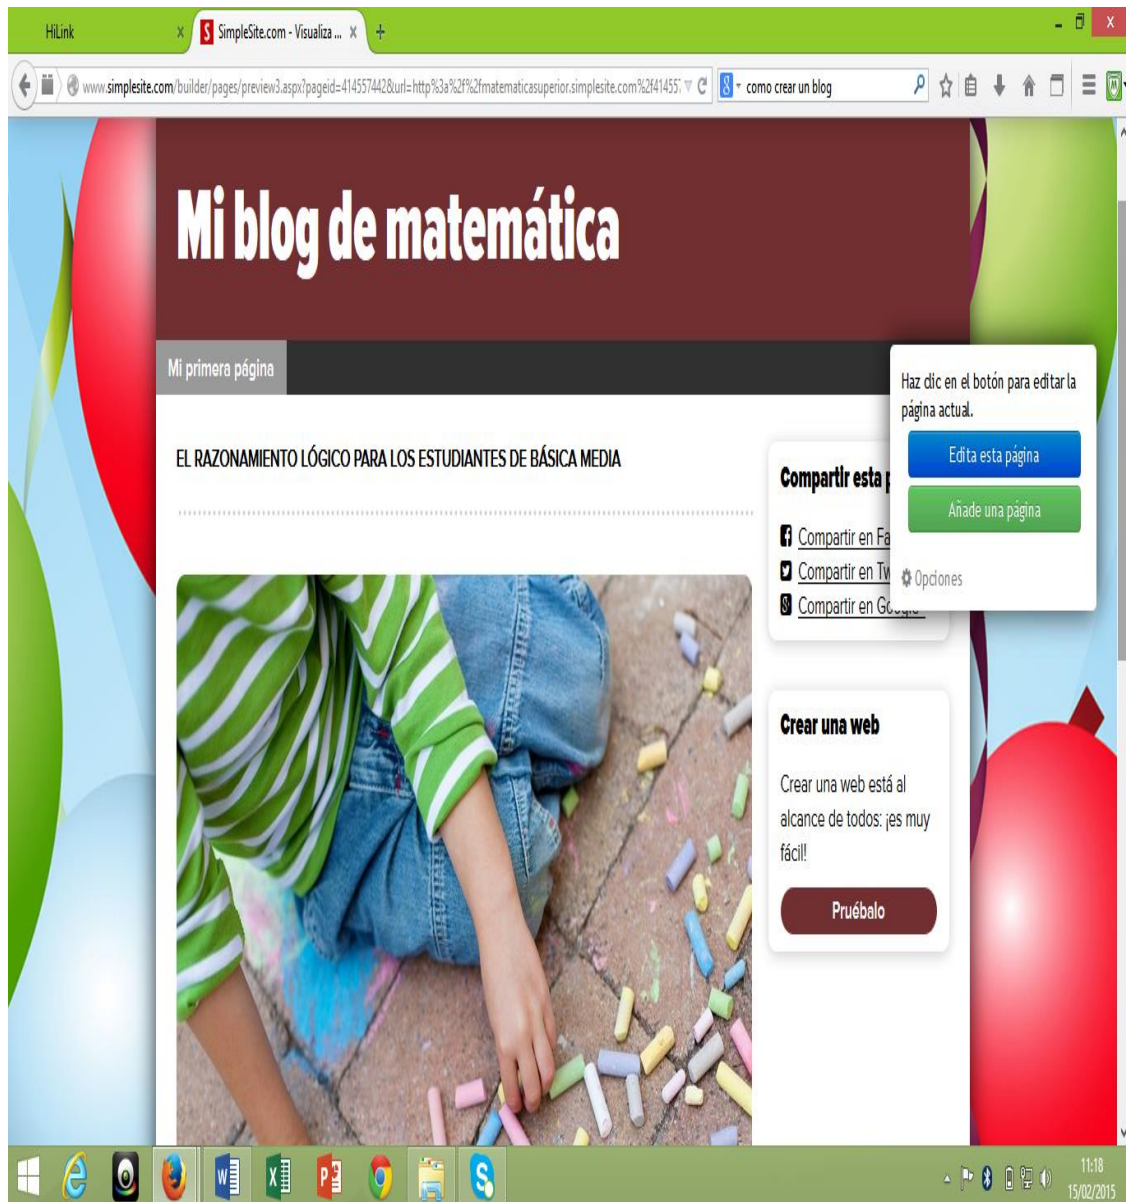 HiLink
SimpleSite.com - Visualiza ...
www.simplesite.com/builder/pages/preview3.aspx?pageid=414557442&url=http%3a%2f%2fmatematicasuperior.simplesite.com%2f41455
como crear un blog
Mi blog de matemática
Mi primera página
Haz clic en el botón para editar la
página actual.
Edita esta página
Añade una página
Opciones
EL RAZONAMIENTO LÓGICO PARA LOS ESTUDIANTES DE BÁSICA MEDIA
Compartir esta p
Compartir en Fa
Compartir en Tw
Compartir en Google
Crear una web
Crear una web está al
alcance de todos: ¡es muy
fácil!
Pruébalo
11:18
15/02/2015